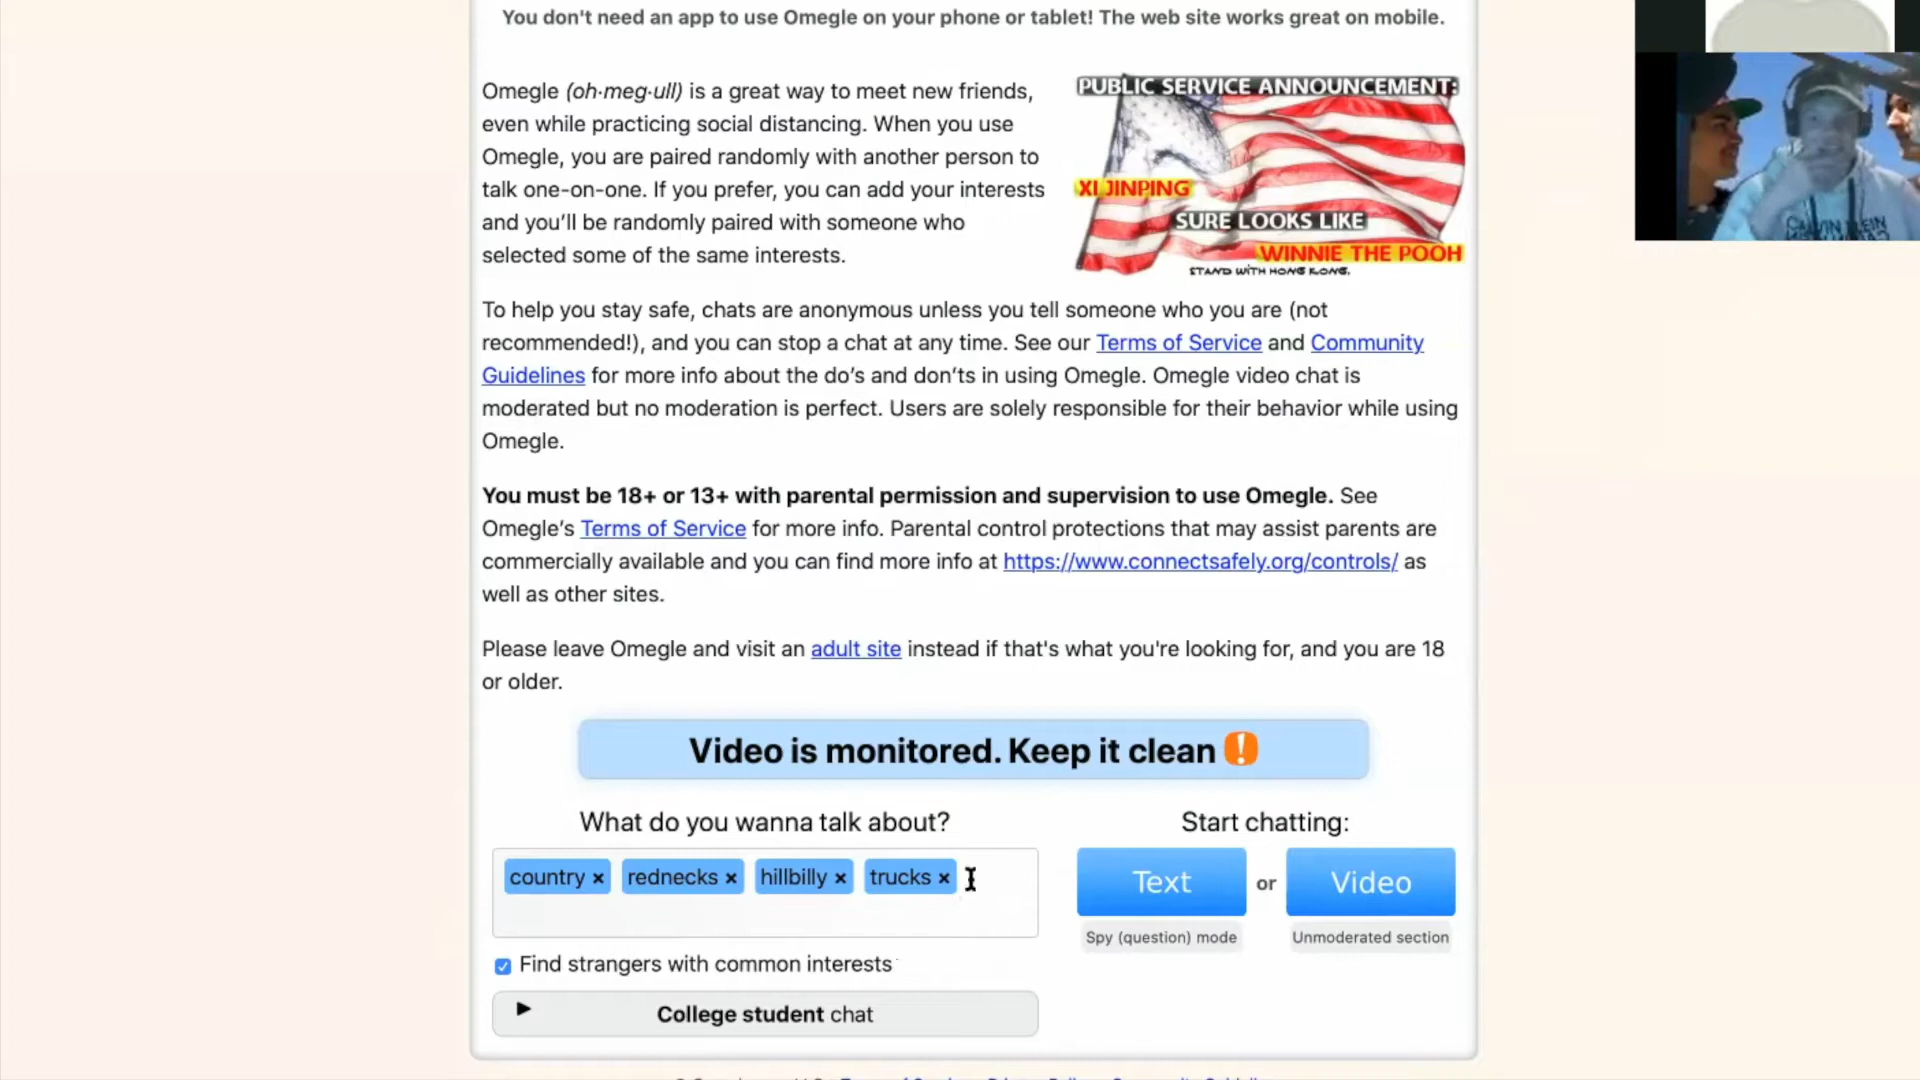 You don't need an app to use Omegle on your phone or tablet! The web site works great on mobile.
Omegle (oh·meg·ull) is a great way to meet new friends,
even while practicing social distancing. When you use
Omegle, you are paired randomly with another person to
talk one-on-one. If you prefer, you can add your interests
and you’ll be randomly paired with someone who
selected some of the same interests.
PUBLIC SERVICE ANNOUNCEMENT:
XI JINPING
SURE LOOKS LIKE
WINNIE THE POOH
STAND WITH HONG KONG.
To help you stay safe, chats are anonymous unless you tell someone who you are (not
recommended!), and you can stop a chat at any time. See our Terms of Service and Community
Guidelines for more info about the do’s and don’ts in using Omegle. Omegle video chat is
moderated but no moderation is perfect. Users are solely responsible for their behavior while using
Omegle.
You must be 18+ or 13+ with parental permission and supervision to use Omegle. See
Omegle’s Terms of Service for more info. Parental control protections that may assist parents are
commercially available and you can find more info at https://www.connectsafely.org/controls/ as
well as other sites.
Please leave Omegle and visit an adult site instead if that's what you're looking for, and you are 18
or older.
Video is monitored. Keep it clean !
What do you wanna talk about?
country × rednecks × hillbilly × trucks ×
Find strangers with common interests
College student chat
Start chatting:
Text or Video
Spy (question) mode Unmoderated section
CALVIN KLEIN